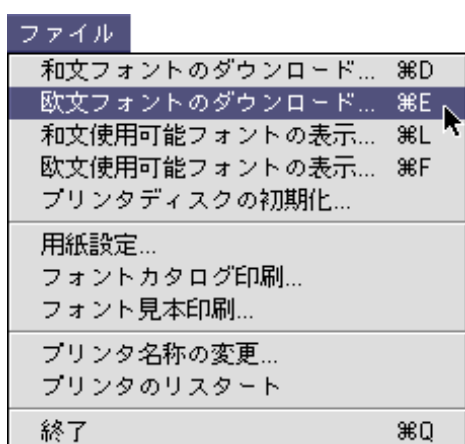 ファイル
和文フォントのダウンロード... ⌘D
欧文フォントのダウンロード... ⌘E
和文使用可能フォントの表示... ⌘L
欧文使用可能フォントの表示... ⌘F
プリンタディスクの初期化...
用紙設定...
フォントカタログ印刷...
フォント見本印刷...
プリンタ名称の変更...
プリンタのリスタート
終了 ⌘Q